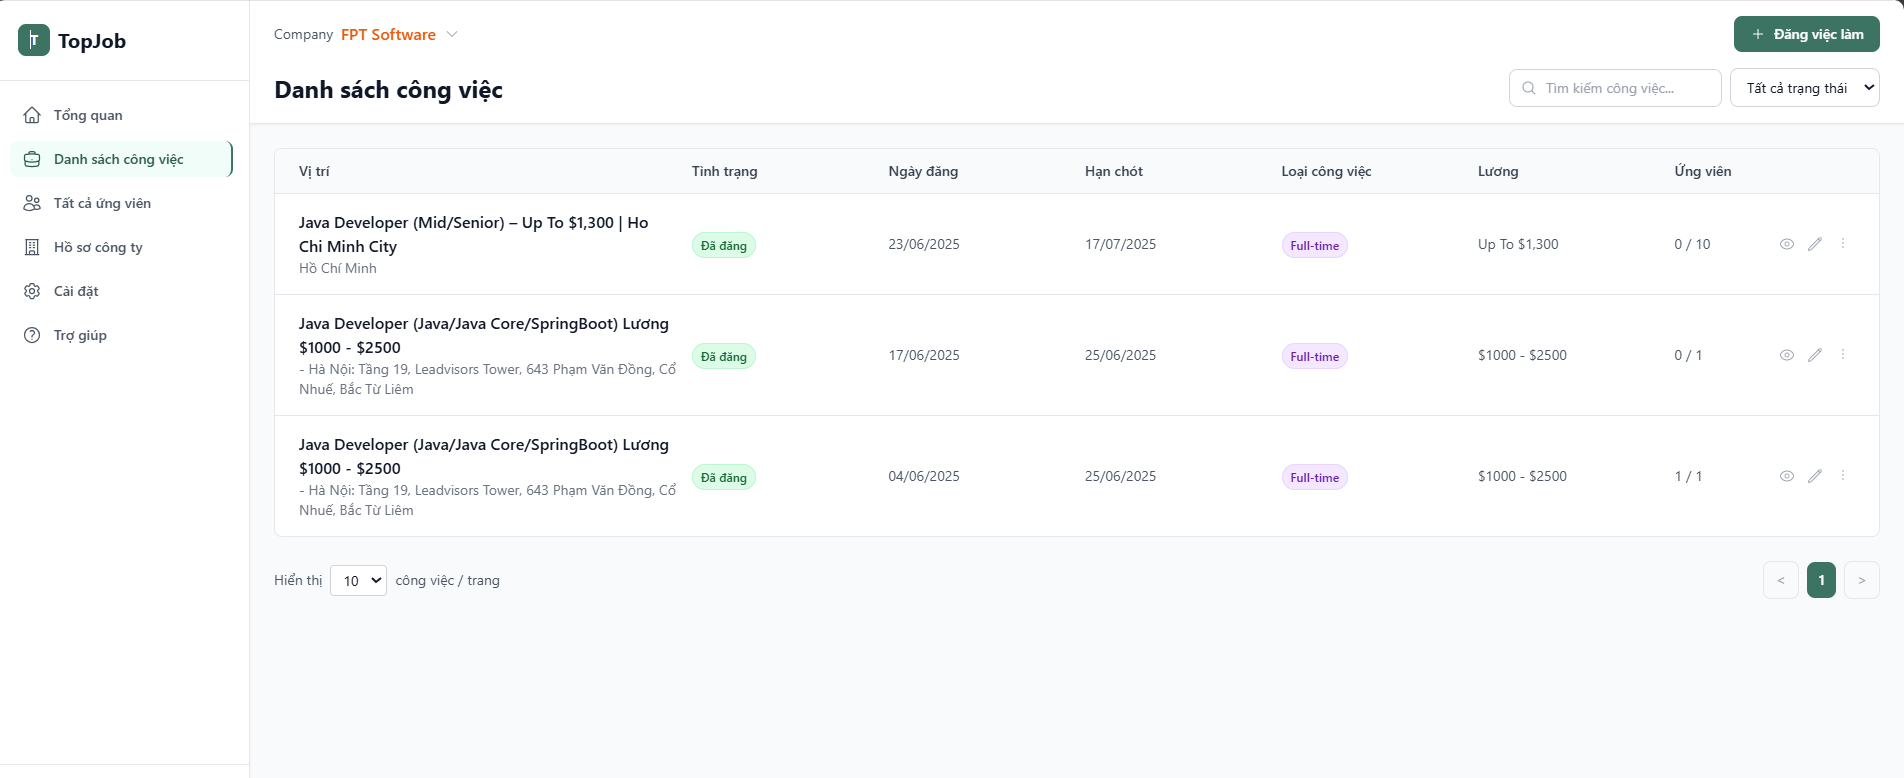 T TopJob
Company FPT Software
+ Đăng việc làm
Danh sách công việc
Tìm kiếm công việc...
Tất cả trạng thái
Tổng quan
Danh sách công việc
Tất cả ứng viên
Hồ sơ công ty
Cài đặt
Trợ giúp
Vị trí Tình trạng Ngày đăng Hạn chót Loại công việc Lương Ứng viên
Java Developer (Mid/Senior) – Up To $1,300 | Ho
Chi Minh City
Hồ Chí Minh
Đã đăng 23/06/2025 17/07/2025 Full-time Up To $1,300 0 / 10
Java Developer (Java/Java Core/SpringBoot) Lương
$1000 - $2500
- Hà Nội: Tầng 19, Leadvisors Tower, 643 Phạm Văn Đồng, Cổ
Nhuế, Bắc Từ Liêm
Đã đăng 17/06/2025 25/06/2025 Full-time $1000 - $2500 0 / 1
Java Developer (Java/Java Core/SpringBoot) Lương
$1000 - $2500
- Hà Nội: Tầng 19, Leadvisors Tower, 643 Phạm Văn Đồng, Cổ
Nhuế, Bắc Từ Liêm
Đã đăng 04/06/2025 25/06/2025 Full-time $1000 - $2500 1 / 1
Hiển thị 10 công việc / trang
< 1 >